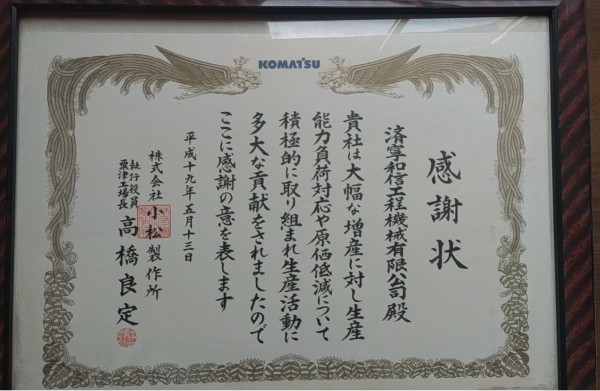 KOMATSU
感謝状
済寧和信工程機械有限公司殿
貴社は大幅な増産に対し生産
能力負荷対応や原価低減について
積極的に取り組まれ生産活動に
多大な貢献をされましたので
ここに感謝の意を表します
平成十九年五月十三日
株式会社小松製作所
執行役員
粟津工場長
高橋良定